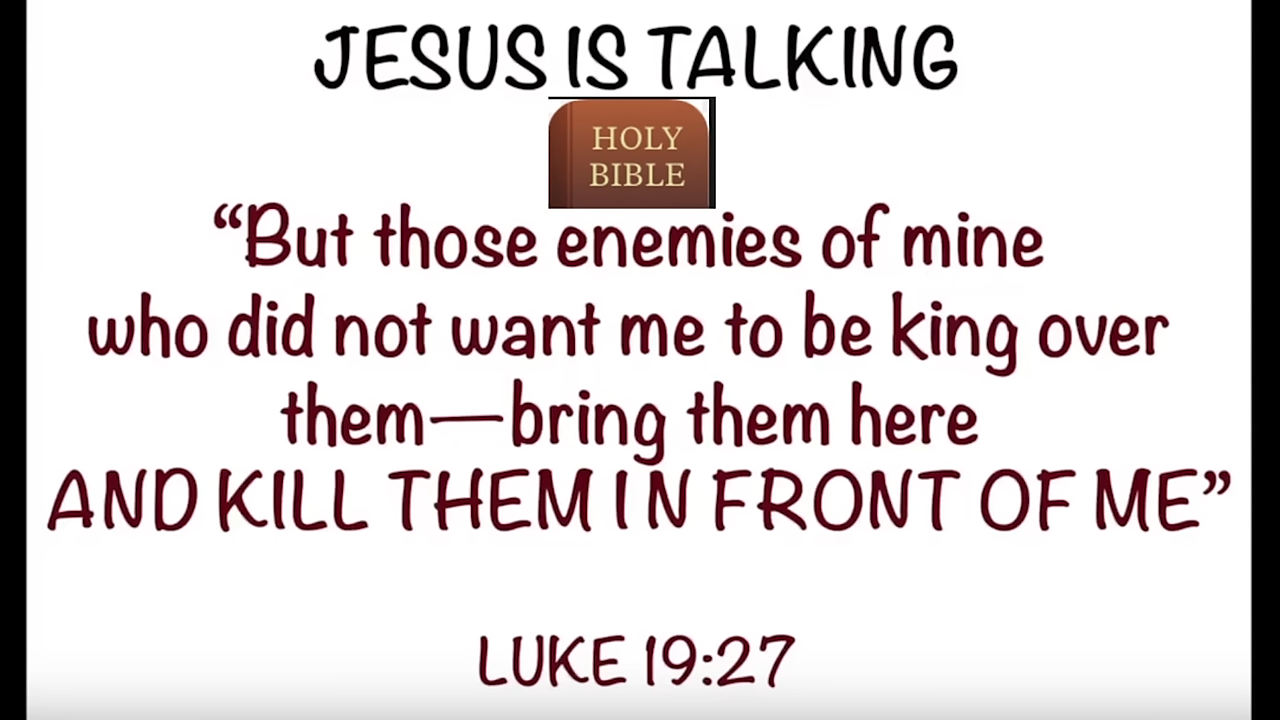 JESUS IS TALKING
HOLY
BIBLE
“But those enemies of mine
who did not want me to be king over
them—bring them here
AND KILL THEM IN FRONT OF ME”
LUKE 19:27